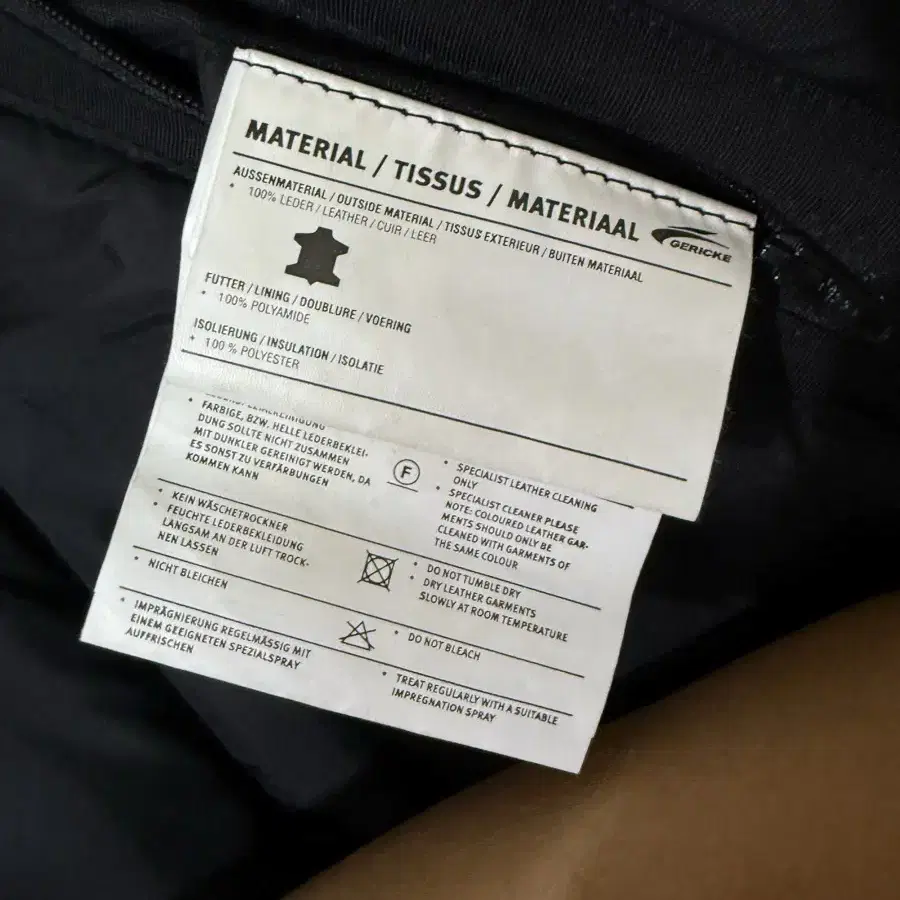 MATERIAL / TISSUS / MATERIAAL
GERICKE
AUSSENMATERIAL / OUTSIDE MATERIAL / TISSUS EXTERIEUR / BUITEN MATERIAAL
• 100% LEDER / LEATHER / CUIR / LEER
FUTTER / LINING / DOUBLURE / VOERING
• 100% POLYAMIDE
ISOLIERUNG / INSULATION / ISOLATIE
• 100 % POLYESTER
• FARBIGE, BZW. HELLE LEDERBEKLEI-
DUNG SOLLTE NICHT ZUSAMMEN
MIT DUNKLER GEREINIGT WERDEN, DA
ES SONST ZU VERFÄRBUNGEN
KOMMEN KANN
F
• SPECIALIST LEATHER CLEANING
ONLY
• SPECIALIST CLEANER PLEASE
NOTE: COLOURED LEATHER GAR-
MENTS SHOULD ONLY BE
CLEANED WITH GARMENTS OF
THE SAME COLOUR
• KEIN WÄSCHETROCKNER
• FEUCHTE LEDERBEKLEIDUNG
LANGSAM AN DER LUFT TROCK-
NEN LASSEN
• DO NOT TUMBLE DRY
• DRY LEATHER GARMENTS
SLOWLY AT ROOM TEMPERATURE
• NICHT BLEICHEN
• DO NOT BLEACH
• IMPRÄGNIERUNG REGELMÄSSIG MIT
EINEM GEEIGNETEN SPEZIALSPRAY
AUFFRISCHEN
• TREAT REGULARLY WITH A SUITABLE
IMPREGNATION SPRAY